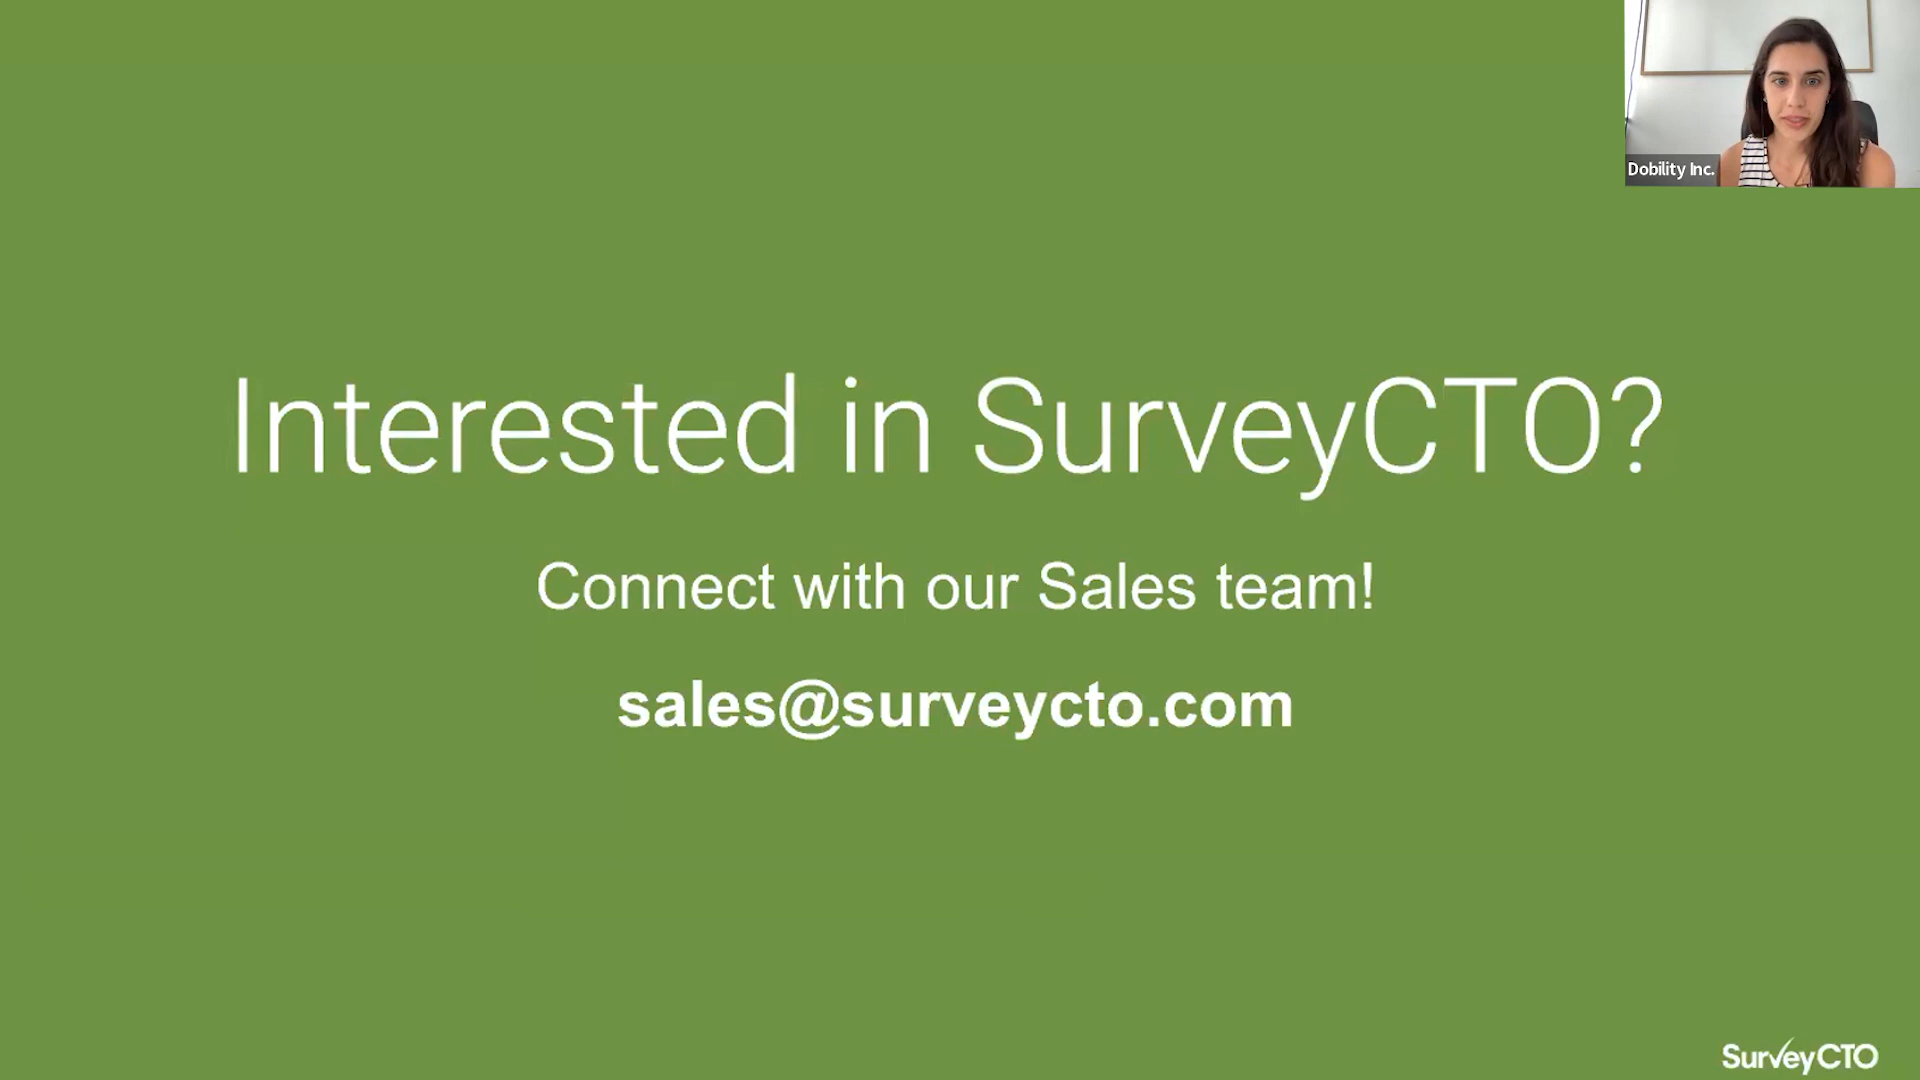 Dobility Inc.
Interested in SurveyCTO?
Connect with our Sales team!
sales@surveycto.com
SurveyCTO